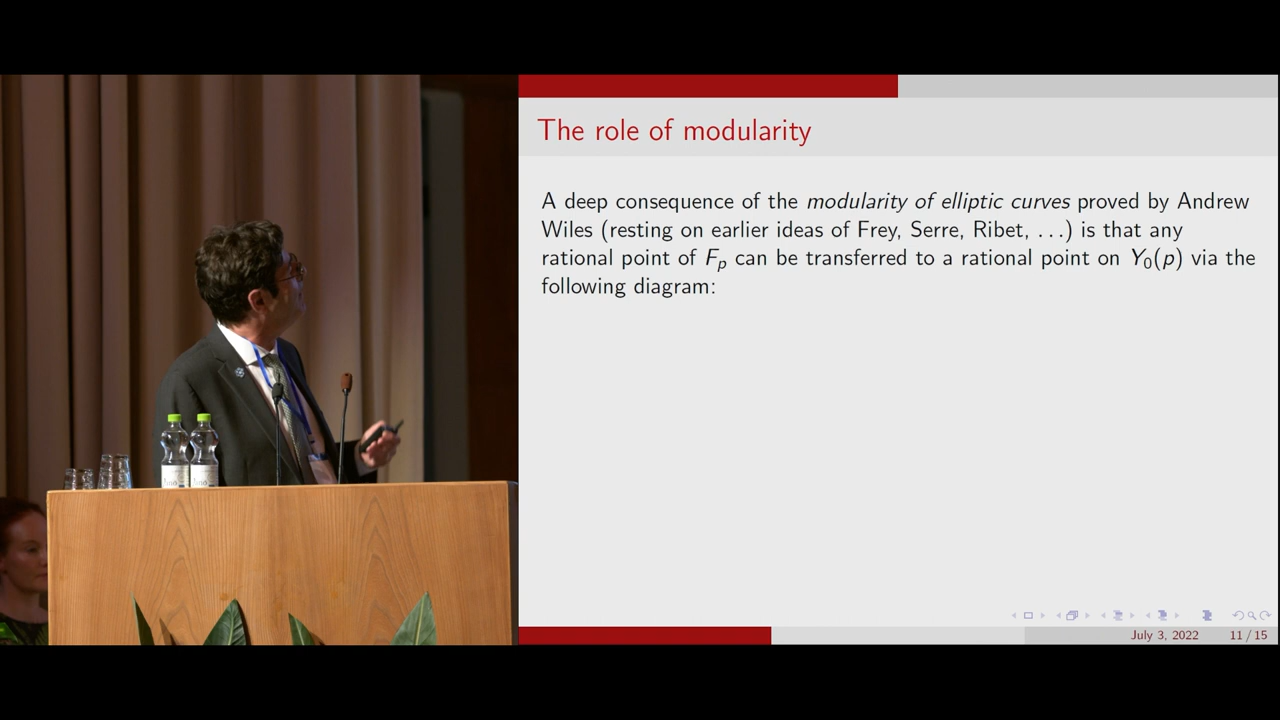 The role of modularity
A deep consequence of the modularity of elliptic curves proved by Andrew
Wiles (resting on earlier ideas of Frey, Serre, Ribet, ...) is that any
rational point of Fp can be transferred to a rational point on Y0(p) via the
following diagram:
July 3, 2022 11 / 15